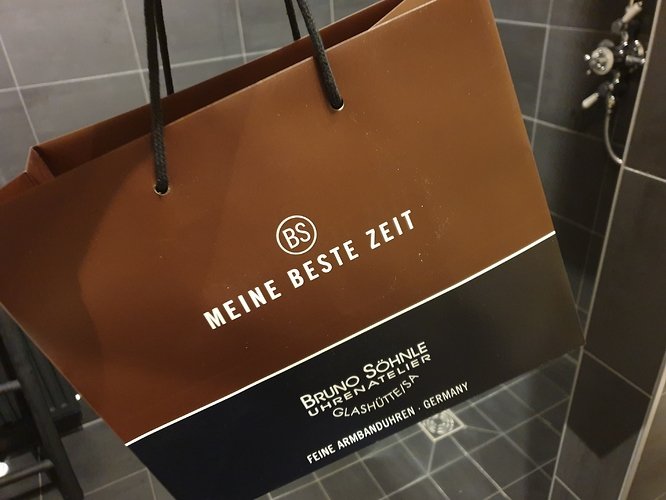 BS
MEINE BESTE ZEIT
BRUNO SÖHNLE
UHRENATELIER
GLASHÜTTE/SA
FEINE ARMBANDUHREN · GERMANY